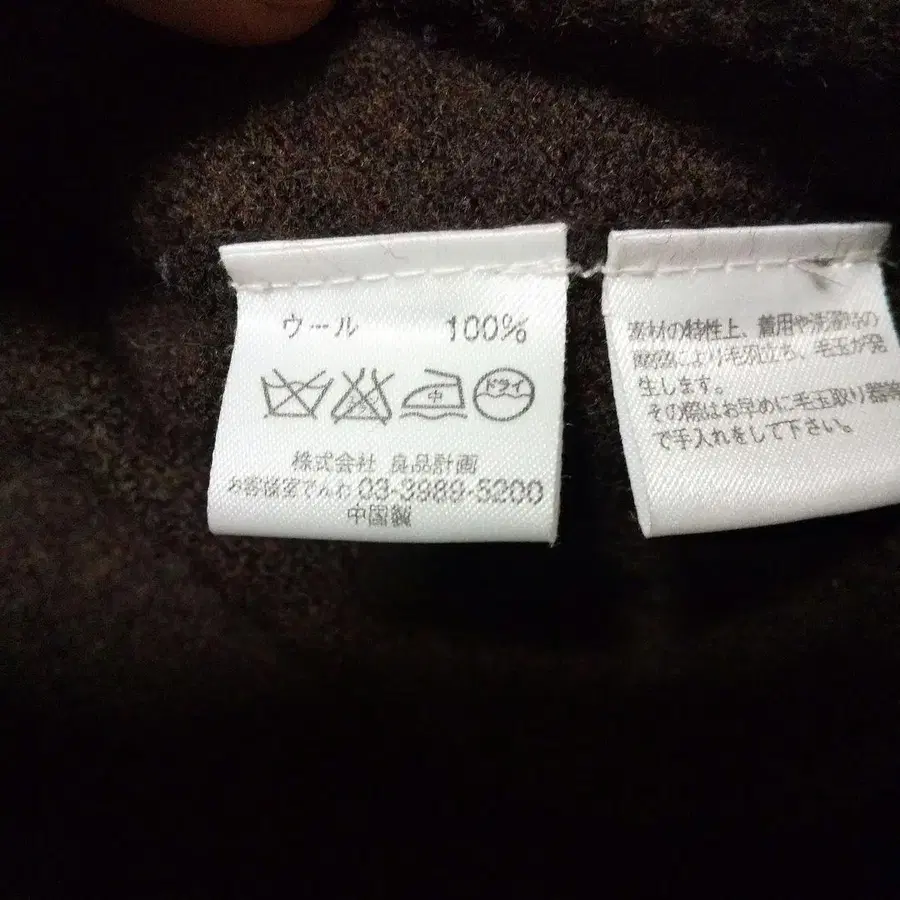 ウール 100%
中
ドライ
株式会社 良品計画
お客様室でんわ 03-3989-5200
中国製
素材の特性上、着用や洗濯時の
摩擦により毛羽立ち、毛玉が発
生します。
その際はお早めに毛玉取り器等
で手入れをして下さい。